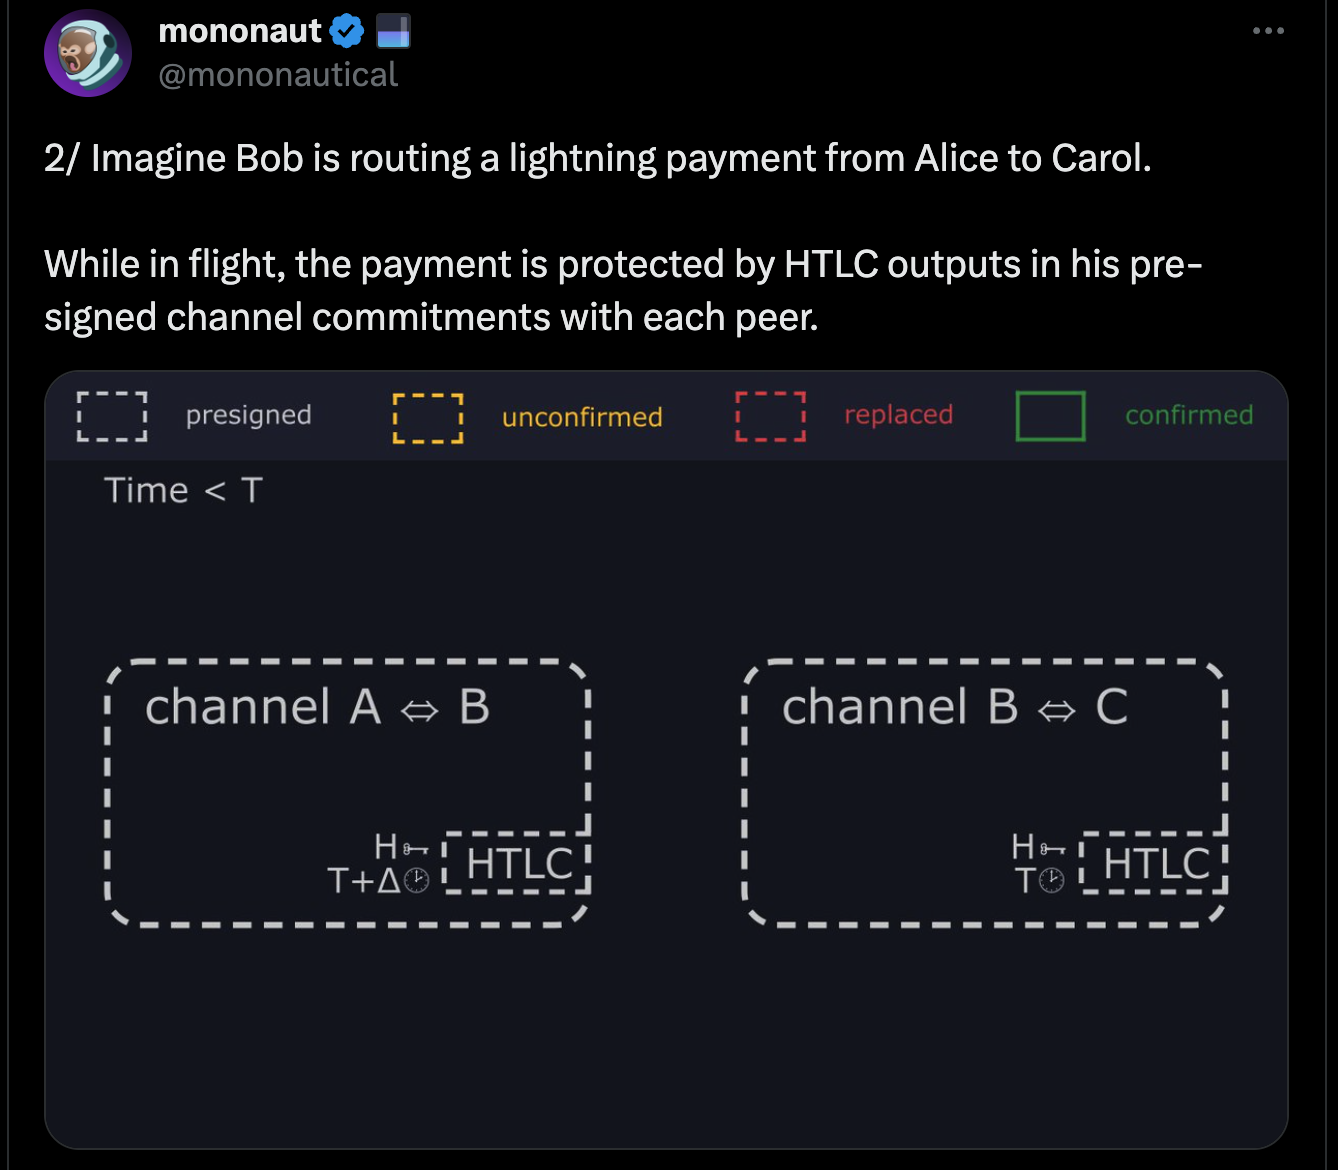 mononaut
@mononautical
2/ Imagine Bob is routing a lightning payment from Alice to Carol.
While in flight, the payment is protected by HTLC outputs in his pre-
signed channel commitments with each peer.
presigned unconfirmed replaced confirmed
Time < T
channel A ⇔ B
H
T+Δ
HTLC
channel B ⇔ C
H
T
HTLC